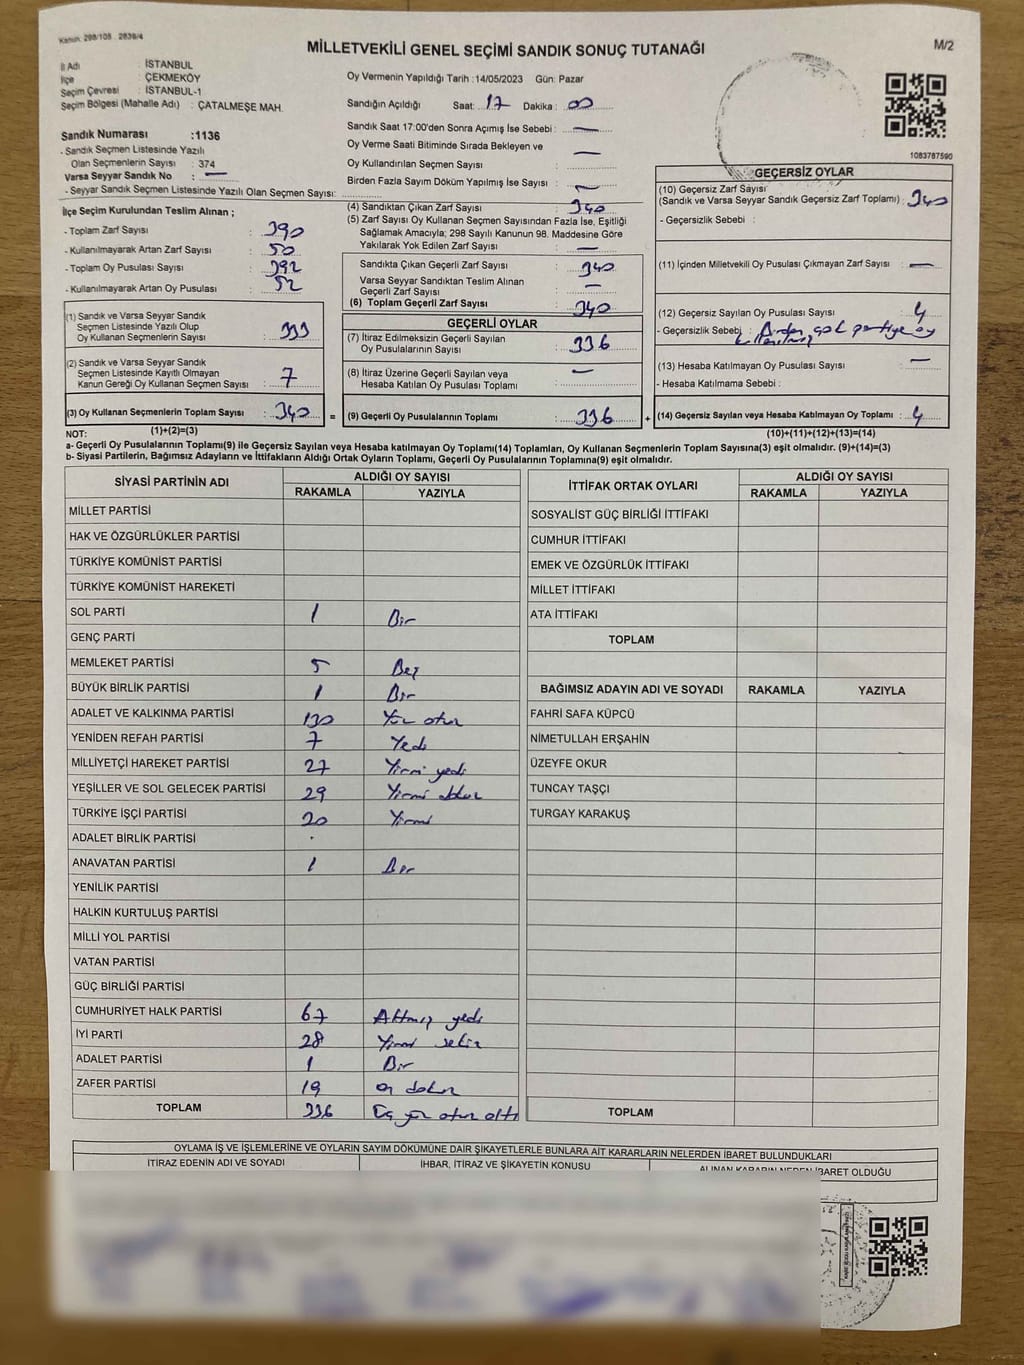 Kanun. 298/105 2839/4
MİLLETVEKİLİ GENEL SEÇİMİ SANDIK SONUÇ TUTANAĞI
M/2
İl Adı : İSTANBUL
İlçe : ÇEKMEKÖY
Seçim Çevresi : İSTANBUL-1
Seçim Bölgesi (Mahalle Adı) : ÇATALMEŞE MAH.
Sandık Numarası :1136
- Sandık Seçmen Listesinde Yazılı
Olan Seçmenlerin Sayısı : 374
Varsa Seyyar Sandık No : —
- Seyyar Sandık Seçmen Listesinde Yazılı Olan Seçmen Sayısı:
Oy Vermenin Yapıldığı Tarih :14/05/2023 Gün: Pazar
Sandığın Açıldığı Saat: 17 Dakika : 00
Sandık Saat 17:00'den Sonra Açımış İse Sebebi : —
Oy Verme Saati Bitiminde Sırada Bekleyen ve
Oy Kullandırılan Seçmen Sayısı : —
Birden Fazla Sayım Döküm Yapılmış İse Sayısı : —
1083787590
İlçe Seçim Kurulundan Teslim Alınan ;
- Toplam Zarf Sayısı : 390
- Kullanılmayarak Artan Zarf Sayısı : 50
- Toplam Oy Pusulası Sayısı : 392
- Kullanılmayarak Artan Oy Pusulası : 52
(1) Sandık ve Varsa Seyyar Sandık
Seçmen Listesinde Yazılı Olup
Oy Kullanan Seçmenlerin Sayısı : 333
(2) Sandık ve Varsa Seyyar Sandık
Seçmen Listesinde Kayıtlı Olmayan
Kanun Gereği Oy Kullanan Seçmen Sayısı : 7
(3) Oy Kullanan Seçmenlerin Toplam Sayısı : 340 =
(1)+(2)=(3)
(4) Sandıktan Çıkan Zarf Sayısı : 340
(5) Zarf Sayısı Oy Kullanan Seçmen Sayısından Fazla İse, Eşitliği
Sağlamak Amacıyla; 298 Sayılı Kanunun 98. Maddesine Göre
Yakılarak Yok Edilen Zarf Sayısı : —
Sandıkta Çıkan Geçerli Zarf Sayısı : 340
Varsa Seyyar Sandıktan Teslim Alınan
Geçerli Zarf Sayısı : —
(6) Toplam Geçerli Zarf Sayısı : 340
GEÇERLİ OYLAR
(7) İtiraz Edilmeksizin Geçerli Sayılan
Oy Pusulalarının Sayısı : 336
(8) İtiraz Üzerine Geçerli Sayılan veya
Hesaba Katılan Oy Pusulası Toplamı : —
(9) Geçerli Oy Pusulalarının Toplamı : 336 +
GEÇERSİZ OYLAR
(10) Geçersiz Zarf Sayısı
(Sandık ve Varsa Seyyar Sandık Geçersiz Zarf Toplamı) : 340
- Geçersizlik Sebebi :
(11) İçinden Milletvekili Oy Pusulası Çıkmayan Zarf Sayısı : —
(12) Geçersiz Sayılan Oy Pusulası Sayısı : 4
- Geçersizlik Sebebi : Birden çok partiye oy
(13) Hesaba Katılmayan Oy Pusulası Sayısı : —
- Hesaba Katılmama Sebebi :
(14) Geçersiz Sayılan veya Hesaba Katılmayan Oy Toplamı : 4
(10)+(11)+(12)+(13)=(14)
NOT:
a- Geçerli Oy Pusulalarının Toplamı(9) ile Geçersiz Sayılan veya Hesaba katılmayan Oy Toplamı(14) Toplamları, Oy Kullanan Seçmenlerin Toplam Sayısına(3) eşit olmalıdır. (9)+(14)=(3)
b- Siyasi Partilerin, Bağımsız Adayların ve İttifakların Aldığı Ortak Oyların Toplamı, Geçerli Oy Pusulalarının Toplamına(9) eşit olmalıdır.
SİYASİ PARTİNİN ADI ALDIĞI OY SAYISI
RAKAMLA YAZIYLA
MİLLET PARTİSİ
HAK VE ÖZGÜRLÜKLER PARTİSİ
TÜRKİYE KOMÜNİST PARTİSİ
TÜRKİYE KOMÜNİST HAREKETİ
SOL PARTİ 1 Bir
GENÇ PARTİ
MEMLEKET PARTİSİ 5 Beş
BÜYÜK BİRLİK PARTİSİ 1 Bir
ADALET VE KALKINMA PARTİSİ 130 Yüz otuz
YENİDEN REFAH PARTİSİ 7 Yedi
MİLLİYETÇİ HAREKET PARTİSİ 27 Yirmi yedi
YEŞİLLER VE SOL GELECEK PARTİSİ 29 Yirmi dokuz
TÜRKİYE İŞÇİ PARTİSİ 20 Yirmi
ADALET BİRLİK PARTİSİ
ANAVATAN PARTİSİ 1 Bir
YENİLİK PARTİSİ
HALKIN KURTULUŞ PARTİSİ
MİLLİ YOL PARTİSİ
VATAN PARTİSİ
GÜÇ BİRLİĞİ PARTİSİ
CUMHURİYET HALK PARTİSİ 67 Altmış yedi
İYİ PARTİ 28 Yirmi sekiz
ADALET PARTİSİ 1 Bir
ZAFER PARTİSİ 19 on dokuz
TOPLAM 336 Üç yüz otuz altı
İTTİFAK ORTAK OYLARI ALDIĞI OY SAYISI
RAKAMLA YAZIYLA
SOSYALİST GÜÇ BİRLİĞİ İTTİFAKI
CUMHUR İTTİFAKI
EMEK VE ÖZGÜRLÜK İTTİFAKI
MİLLET İTTİFAKI
ATA İTTİFAKI
TOPLAM
BAĞIMSIZ ADAYIN ADI VE SOYADI RAKAMLA YAZIYLA
FAHRİ SAFA KÜPCÜ
NİMETULLAH ERŞAHİN
ÜZEYFE OKUR
TUNCAY TAŞÇI
TURGAY KARAKUŞ
TOPLAM
OYLAMA İŞ VE İŞLEMLERİNE VE OYLARIN SAYIM DÖKÜMÜNE DAİR ŞİKAYETLERLE BUNLARA AİT KARARLARIN NELERDEN İBARET BULUNDUKLARI
İTİRAZ EDENİN ADI VE SOYADI İHBAR, İTİRAZ VE ŞİKAYETİN KONUSU ALINAN KARARIN NEDEN İBARET OLDUĞU